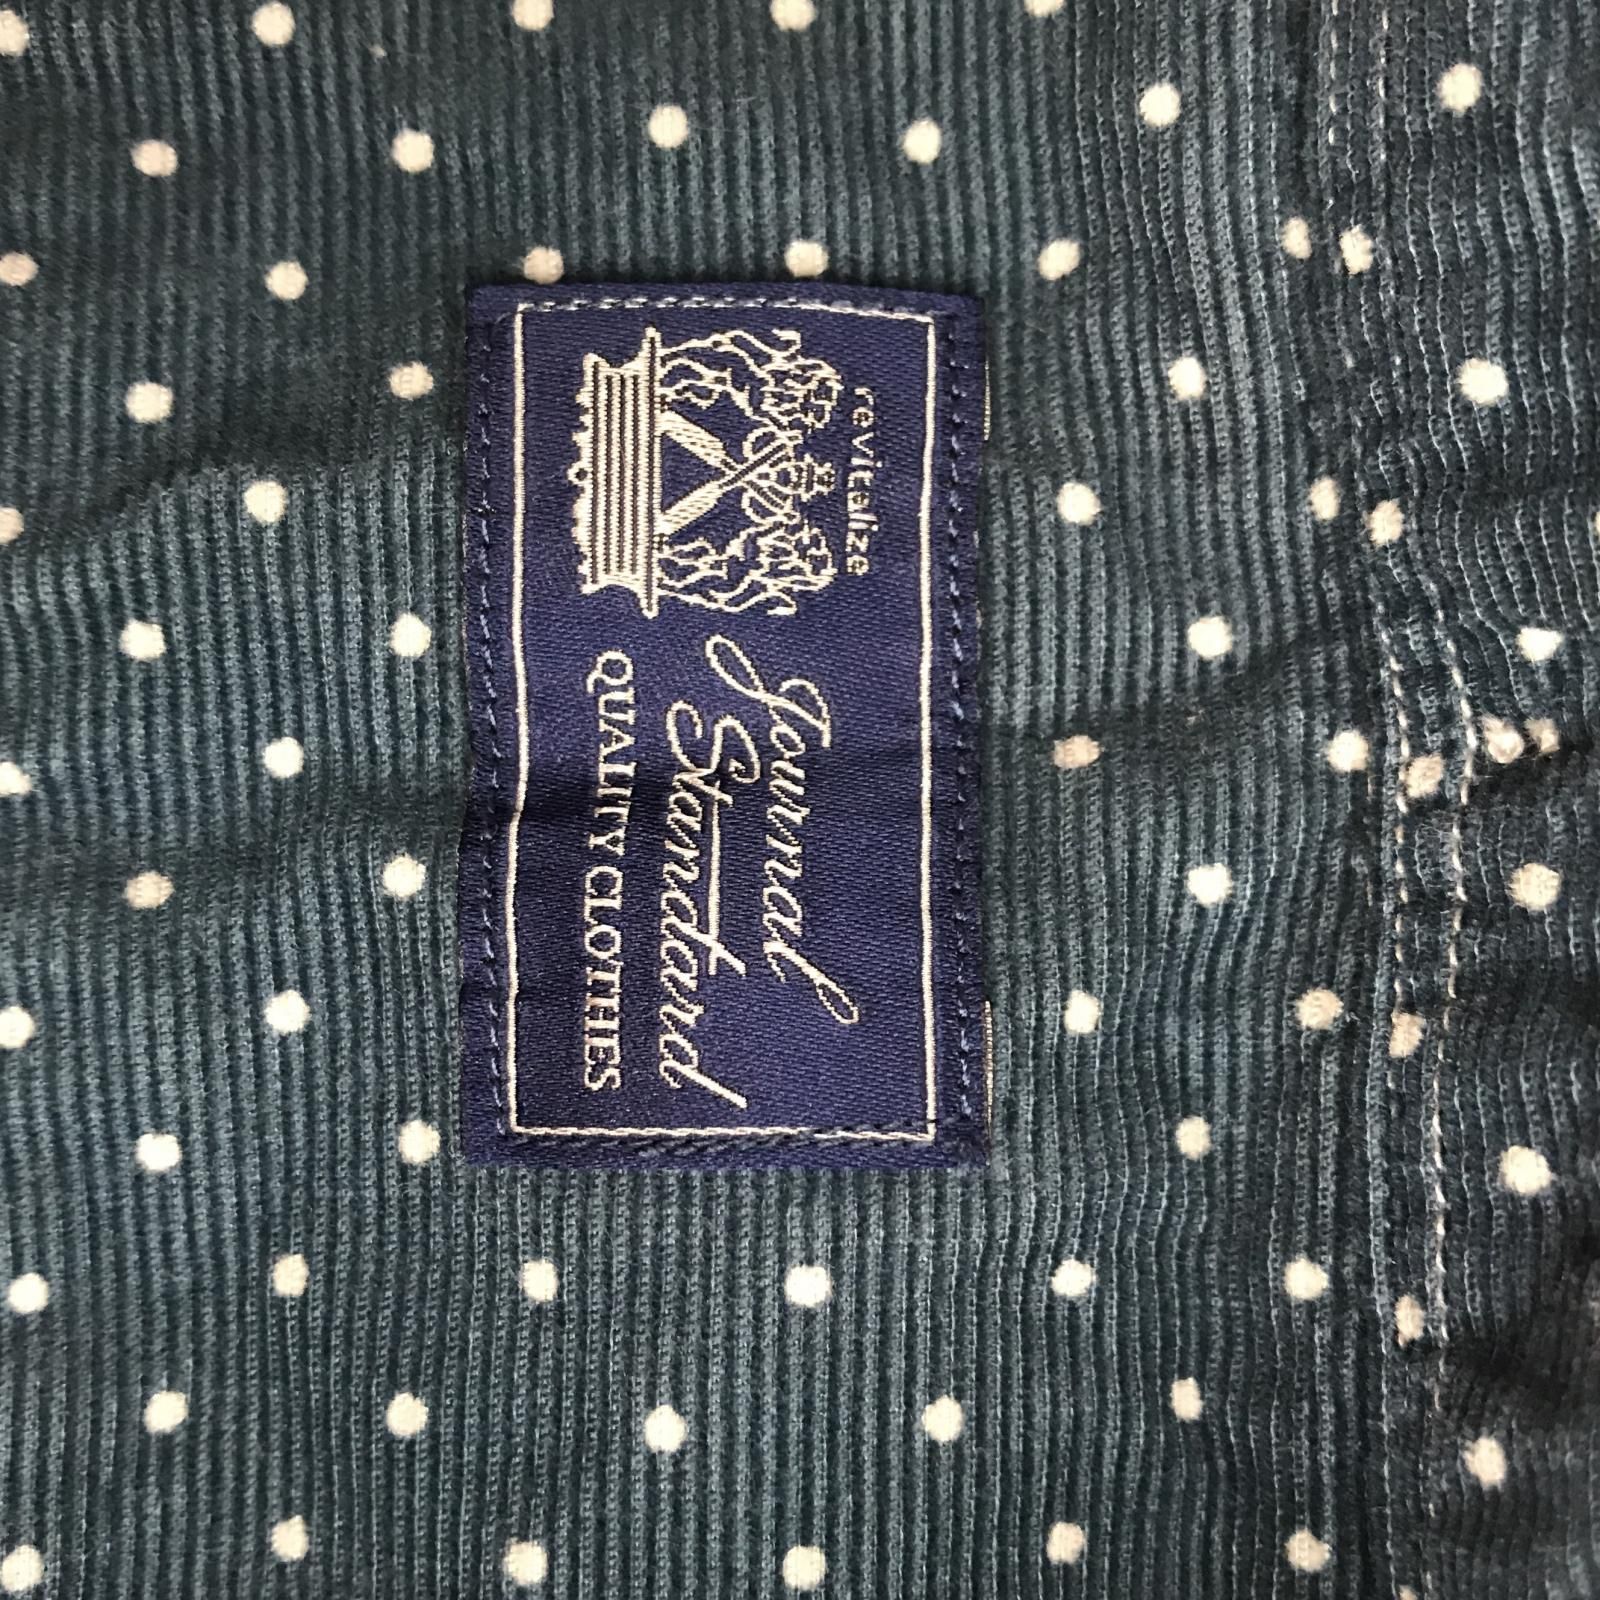 revitalize
Journal
Standard
QUALITY CLOTHES